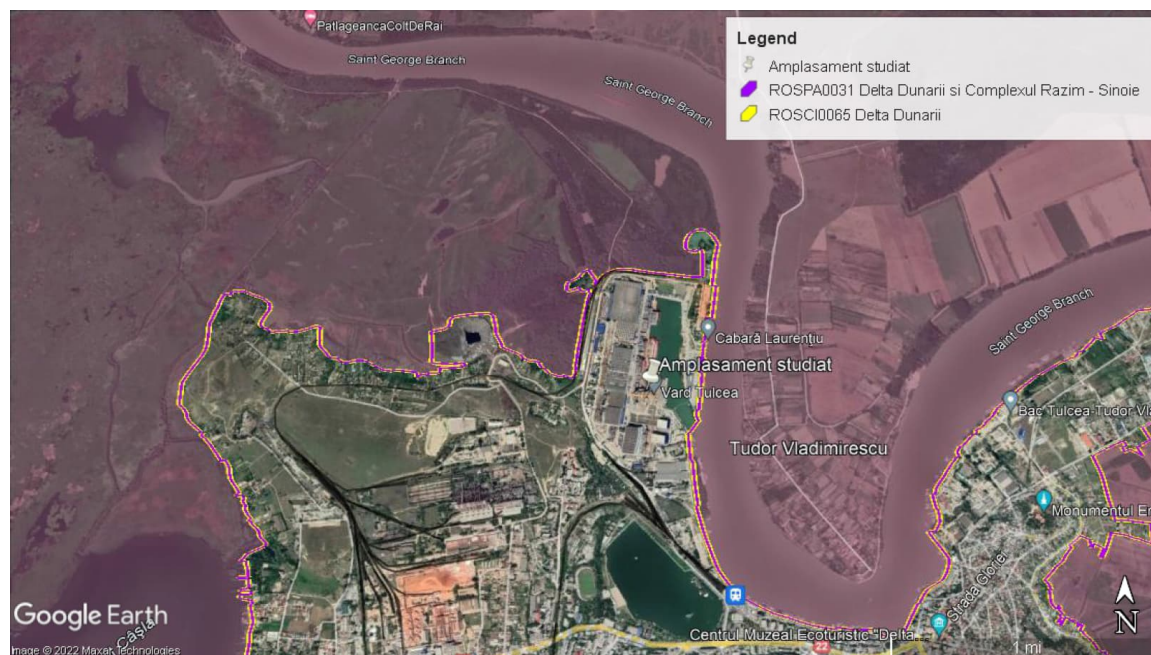 PatlageancaColtDeRai
Saint George Branch
Saint George Branch
Legend
Amplasament studiat
ROSPA0031 Delta Dunarii si Complexul Razim - Sinoie
ROSCI0065 Delta Dunarii
Saint George Branch
Cabară Laurențiu
Amplasament studiat
Vard Tulcea
Bac Tulcea-Tudor Vla
Tudor Vladimirescu
Monumentul Er
Strada Gloriei
Google Earth
Câșla
Centrul Muzeal Ecoturistic "Delta...
22
N
1 mi
Image © 2022 Maxar Technologies